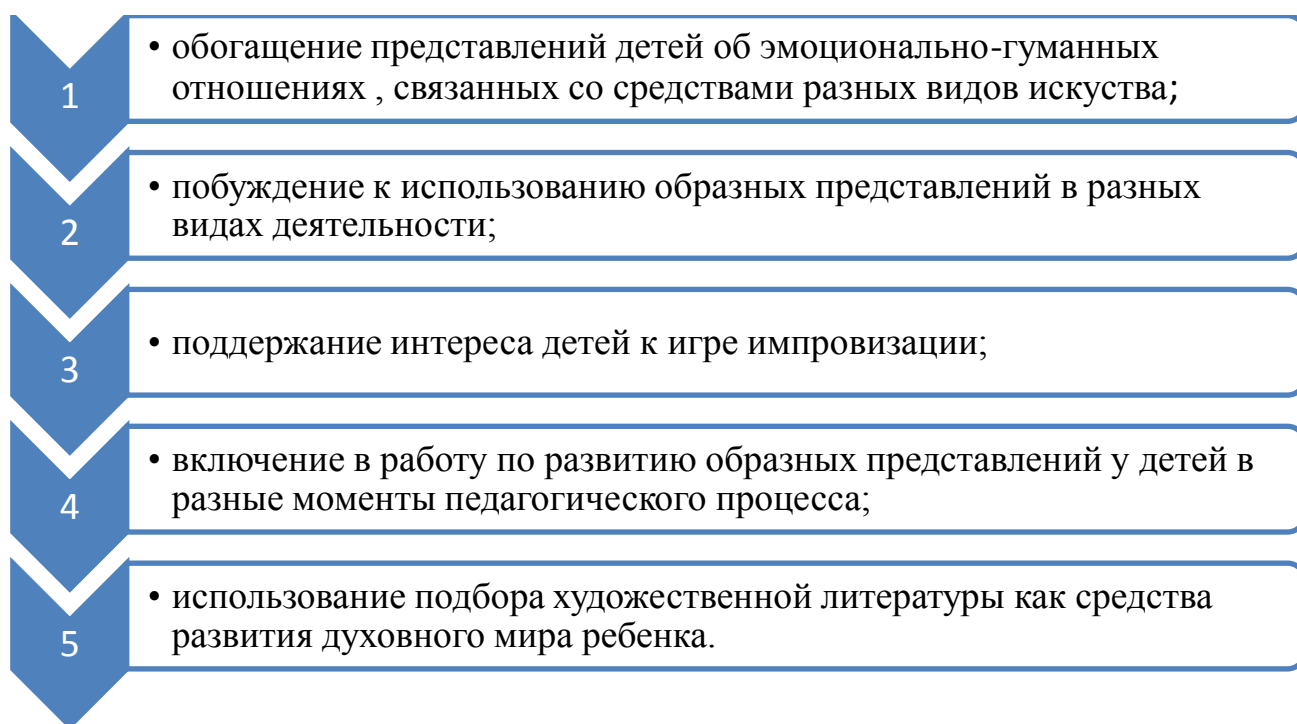 1
• обогащение представлений детей об эмоционально-гуманных
отношениях , связанных со средствами разных видов искуства;
2
• побуждение к использованию образных представлений в разных
видах деятельности;
3
• поддержание интереса детей к игре импровизации;
4
• включение в работу по развитию образных представлений у детей в
разные моменты педагогического процесса;
5
• использование подбора художественной литературы как средства
развития духовного мира ребенка.